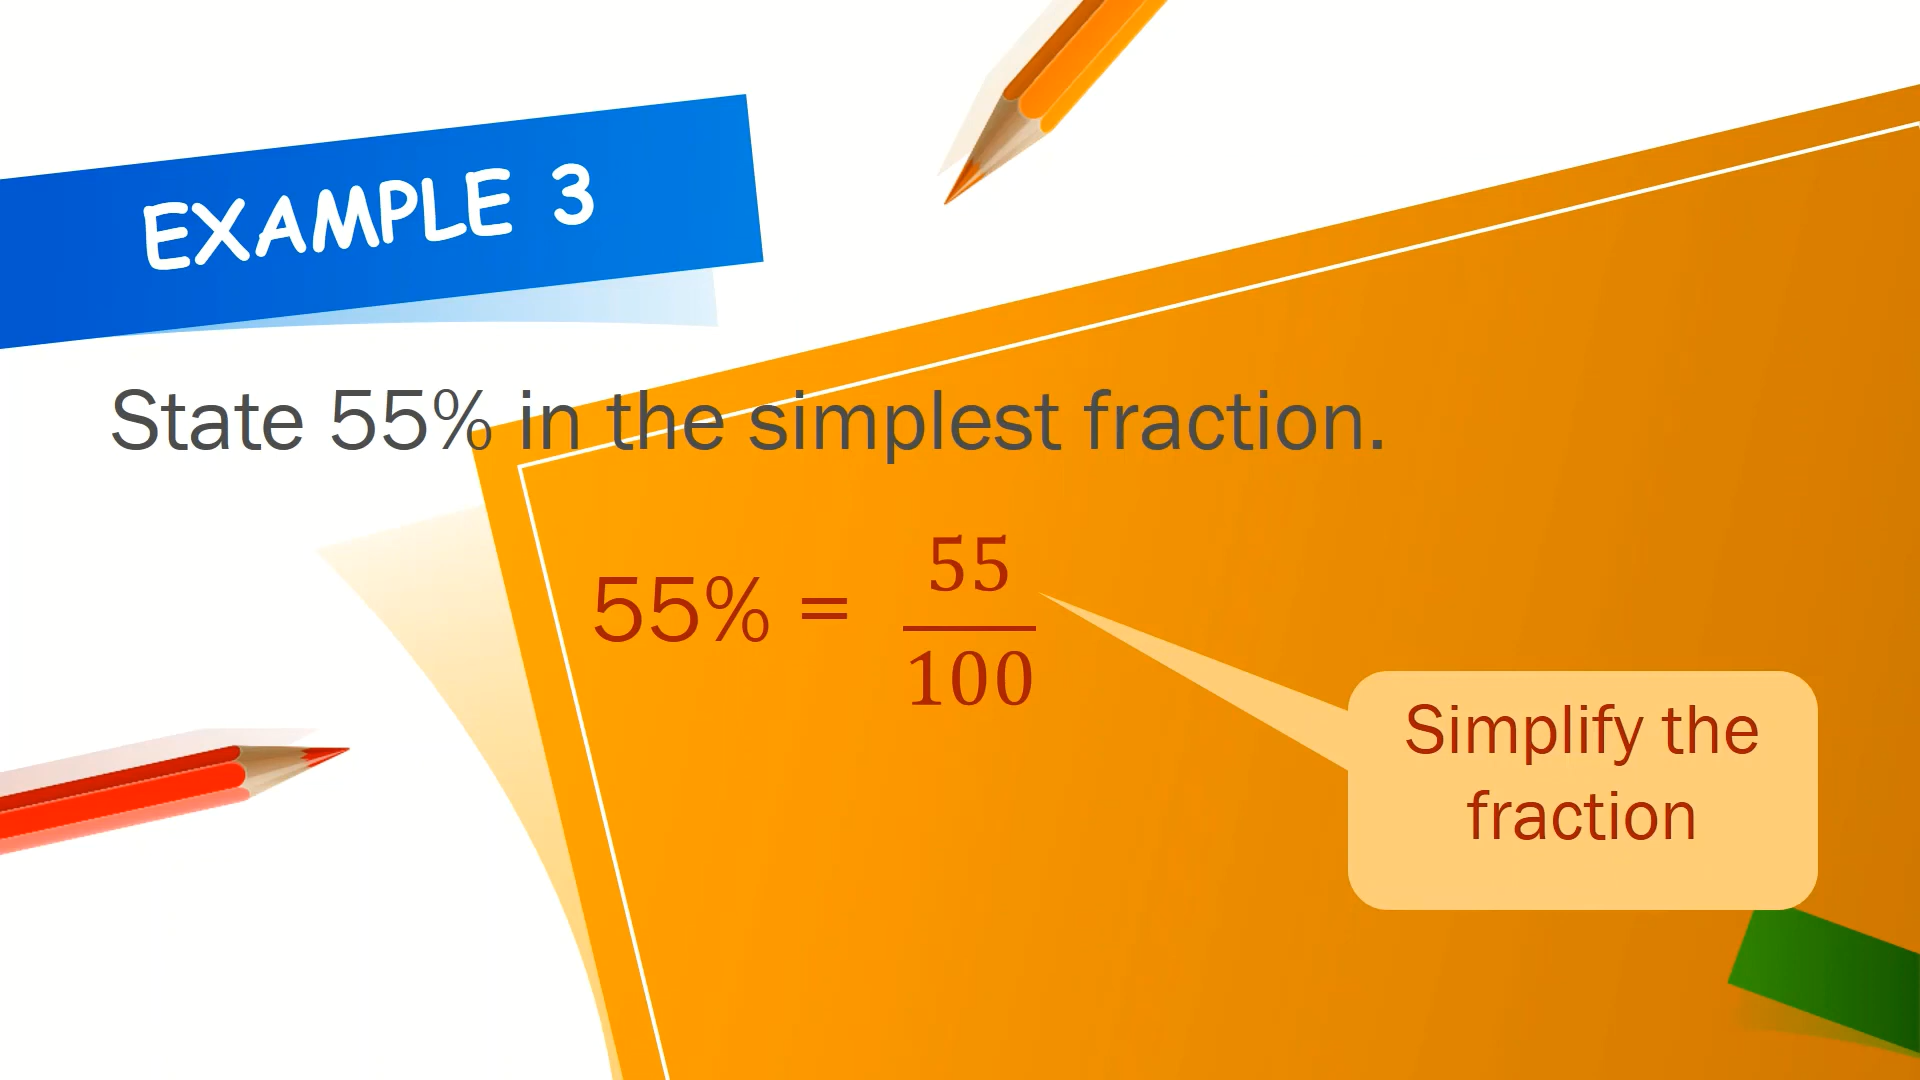 EXAMPLE 3
State 55% in the simplest fraction.
55% = 55/100
Simplify the
fraction